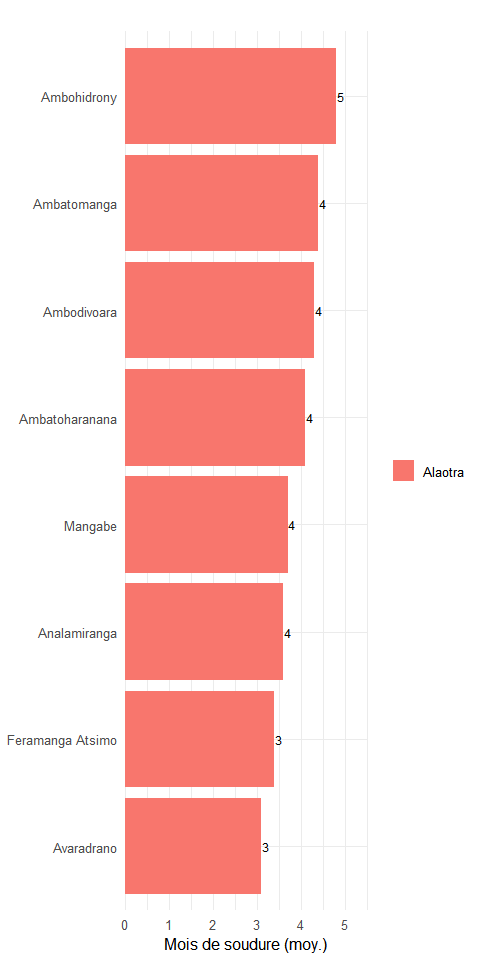 Ambohidrony 5
Ambatomanga 4
Ambodivoara 4
Ambatoharanana 4
Mangabe 4
Alaotra
Analamiranga 4
Feramanga Atsimo 3
Avaradrano 3
0 1 2 3 4 5
Mois de soudure (moy.)